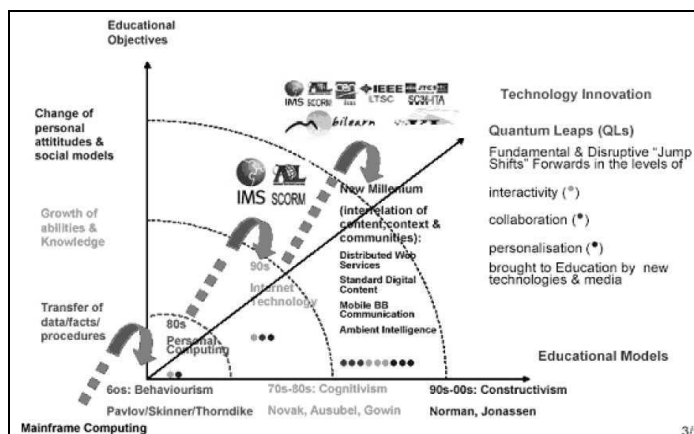 Educational
Objectives
Change of
personal
attitudes &
social models
Growth of
abilities &
Knowledge
Transfer of
data/facts/
procedures
IMS
SCORM
IEEE
LTSC
SC36-ITA
bilearn
IMS
SCORM
Technology Innovation
Quantum Leaps (QLs)
Fundamental & Disruptive "Jump
Shifts" Forwards in the levels of
interactivity (●)
collaboration (●)
personalisation (●)
brought to Education by new
technologies & media
New Millenium
(interrelation of
content,context &
communities):
Distributed Web
Services
Standard Digital
Content
Mobile BB
Communication
Ambient Intelligence
90s
Internet
Technology
80s
Personal
Computing
Educational Models
6os: Behaviourism
Pavlov/Skinner/Thorndike
70s-80s: Cognitivism
Novak, Ausubel, Gowin
90s-00s: Constructivism
Norman, Jonassen
Mainframe Computing
3/